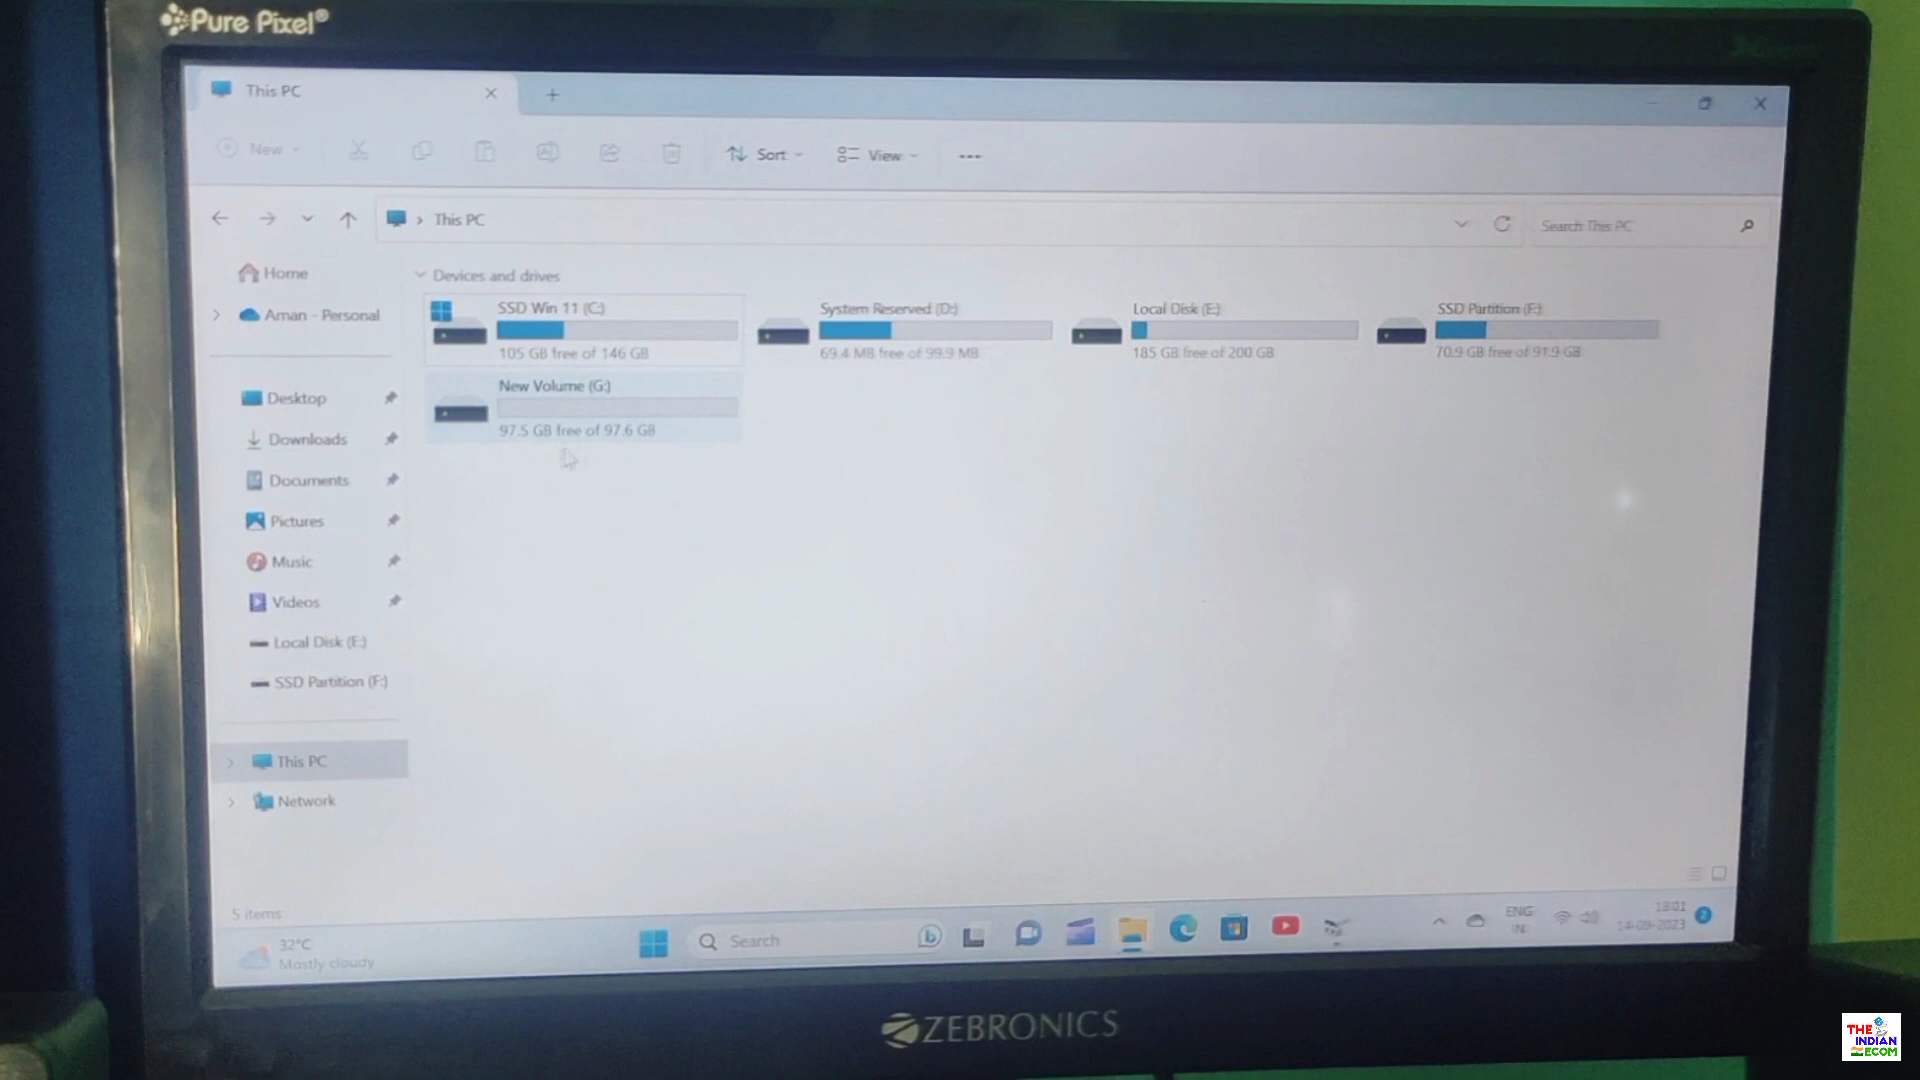 Pure Pixel®
This PC
New
Sort
View
This PC
Search This PC
Home
Aman - Personal
Desktop
Downloads
Documents
Pictures
Music
Videos
Local Disk (E:)
SSD Partition (F:)
This PC
Network
Devices and drives
SSD Win 11 (C:)
105 GB free of 146 GB
System Reserved (D:)
69.4 MB free of 99.9 MB
Local Disk (E:)
185 GB free of 200 GB
SSD Partition (F:)
70.9 GB free of 91.9 GB
New Volume (G:)
97.5 GB free of 97.6 GB
5 items
32°C
Mostly cloudy
Search
ENG
IN
18:01
14-09-2023
2
ZEBRONICS
THE
INDIAN
ECOM